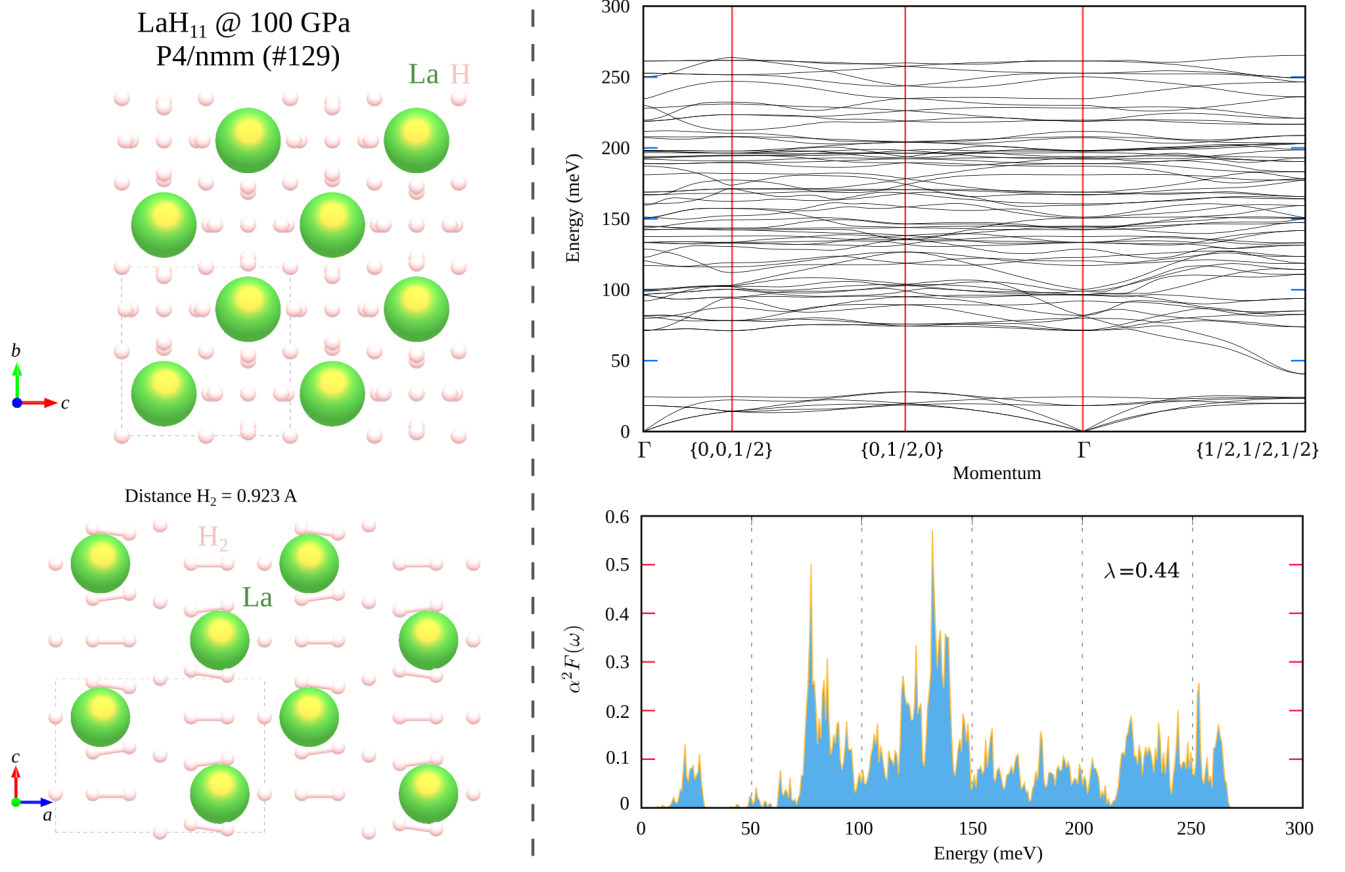 LaH₁₁ @ 100 GPa
P4/nmm (#129)
La H
b
c
Distance H₂ = 0.923 A
H₂
La
c
a
300
250
200
150
100
50
0
Energy (meV)
Γ {0,0,1/2} {0,1/2,0} Γ {1/2,1/2,1/2}
Momentum
0.6
0.5
0.4
0.3
0.2
0.1
0
α²F(ω)
λ=0.44
0 50 100 150 200 250 300
Energy (meV)